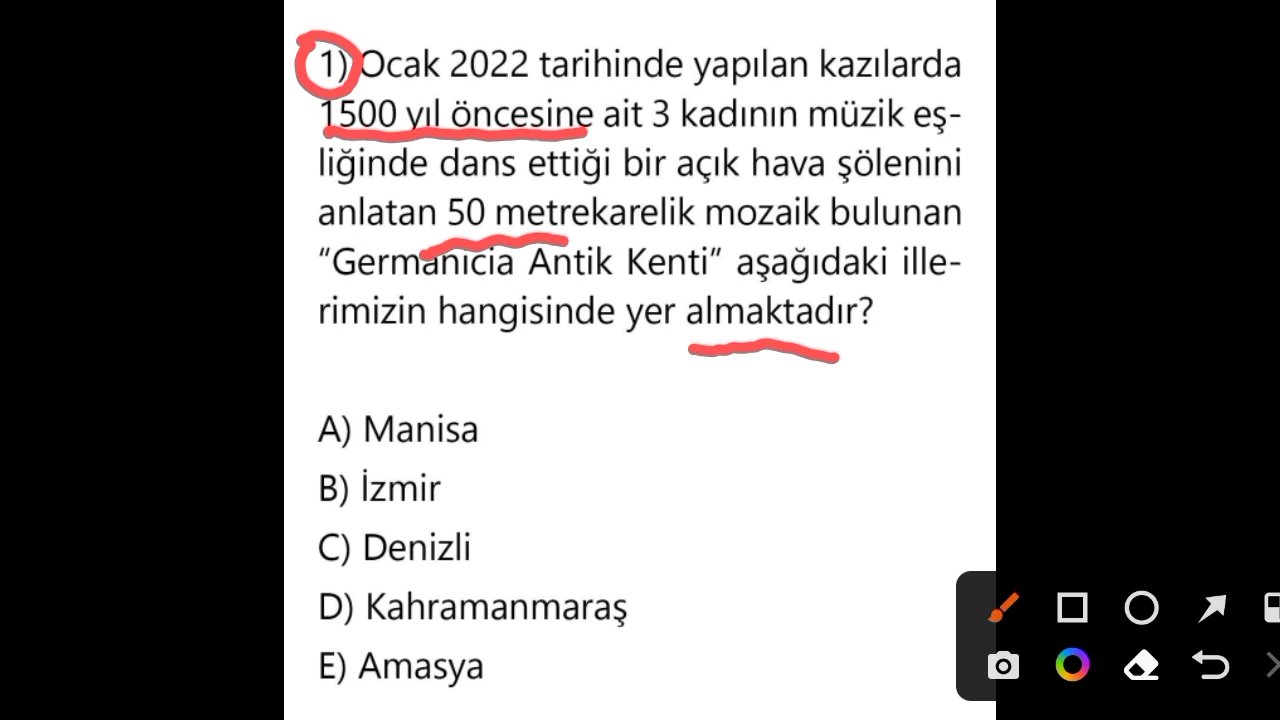 1) Ocak 2022 tarihinde yapılan kazılarda
1500 yıl öncesine ait 3 kadının müzik eş-
liğinde dans ettiği bir açık hava şölenini
anlatan 50 metrekarelik mozaik bulunan
“Germanicia Antik Kenti” aşağıdaki ille-
rimizin hangisinde yer almaktadır?
A) Manisa
B) İzmir
C) Denizli
D) Kahramanmaraş
E) Amasya